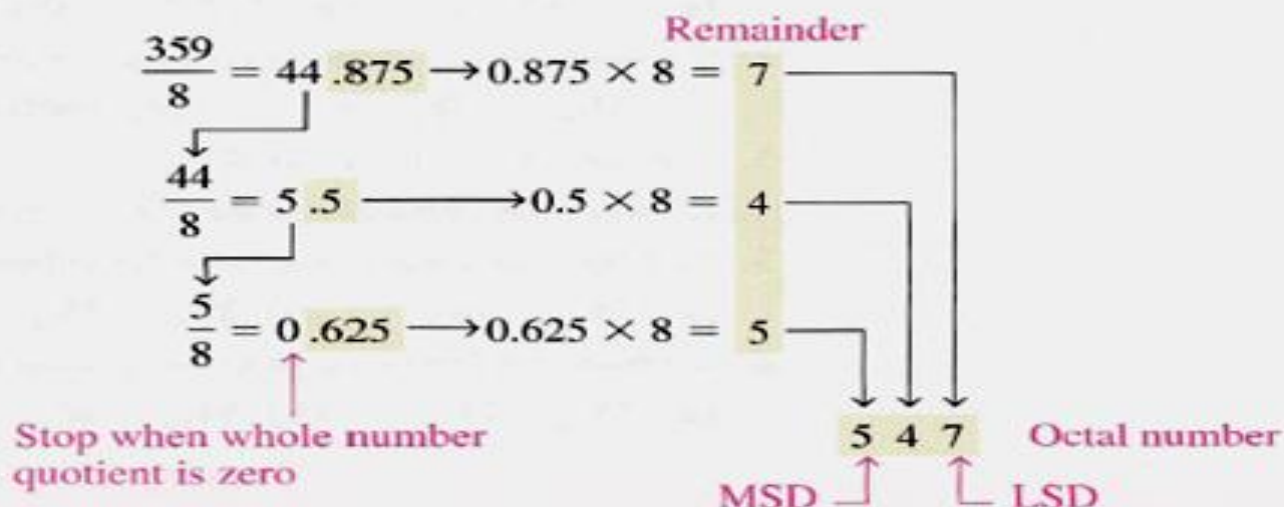 Remainder
359/8 = 44 .875 → 0.875 × 8 = 7
44/8 = 5 .5 → 0.5 × 8 = 4
5/8 = 0 .625 → 0.625 × 8 = 5
Stop when whole number
quotient is zero
5 4 7 Octal number
MSD LSD